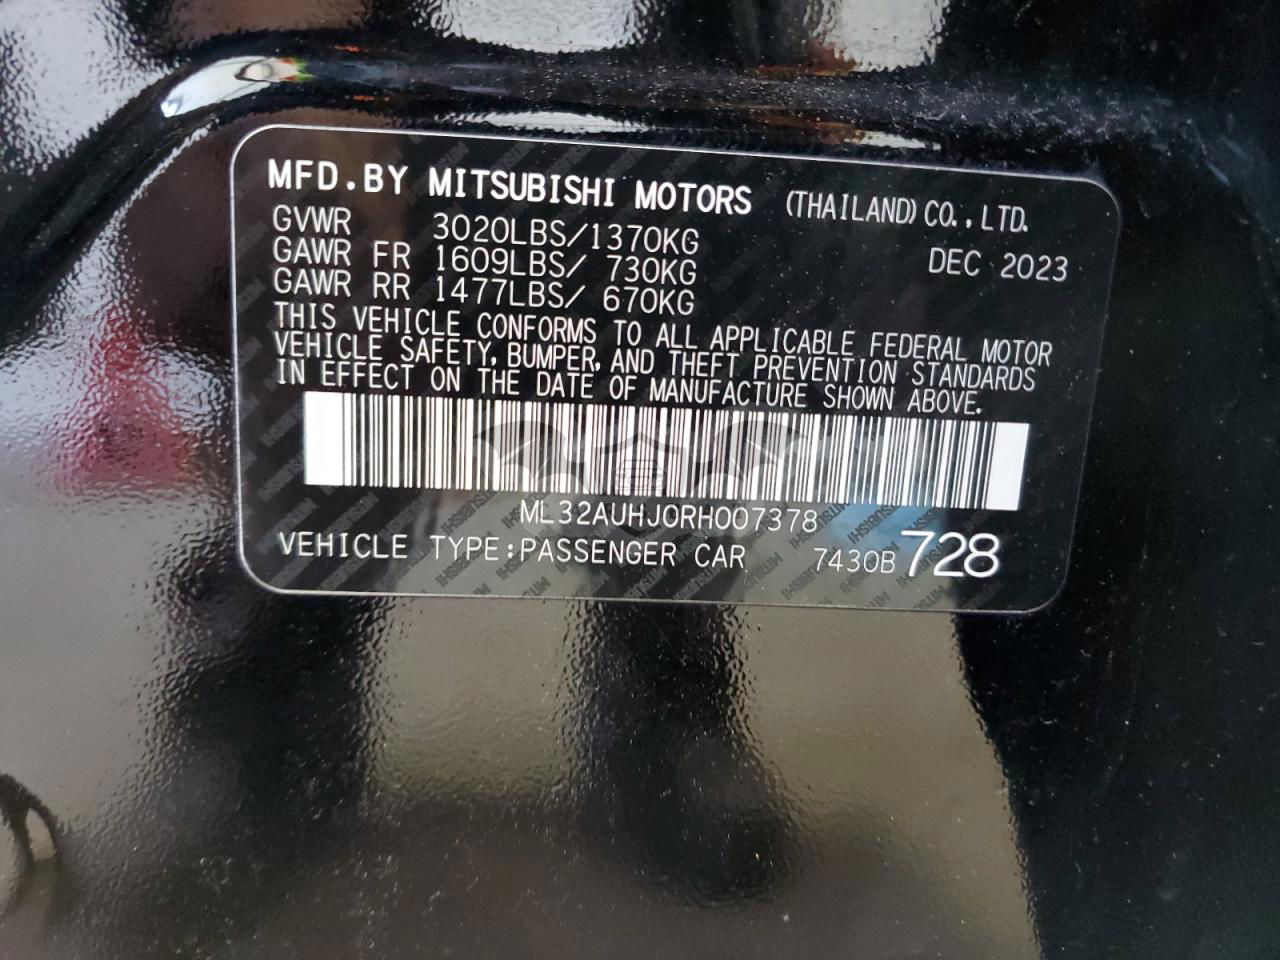 MFD.BY MITSUBISHI MOTORS (THAILAND)CO.,LTD.
GVWR 3020LBS/1370KG DEC 2023
GAWR FR 1609LBS/ 730KG
GAWR RR 1477LBS/ 670KG
THIS VEHICLE CONFORMS TO ALL APPLICABLE FEDERAL MOTOR
VEHICLE SAFETY, BUMPER, AND THEFT PREVENTION STANDARDS
IN EFFECT ON THE DATE OF MANUFACTURE SHOWN ABOVE.
ML32AUHJ0RH007378
VEHICLE TYPE:PASSENGER CAR 7430B 728